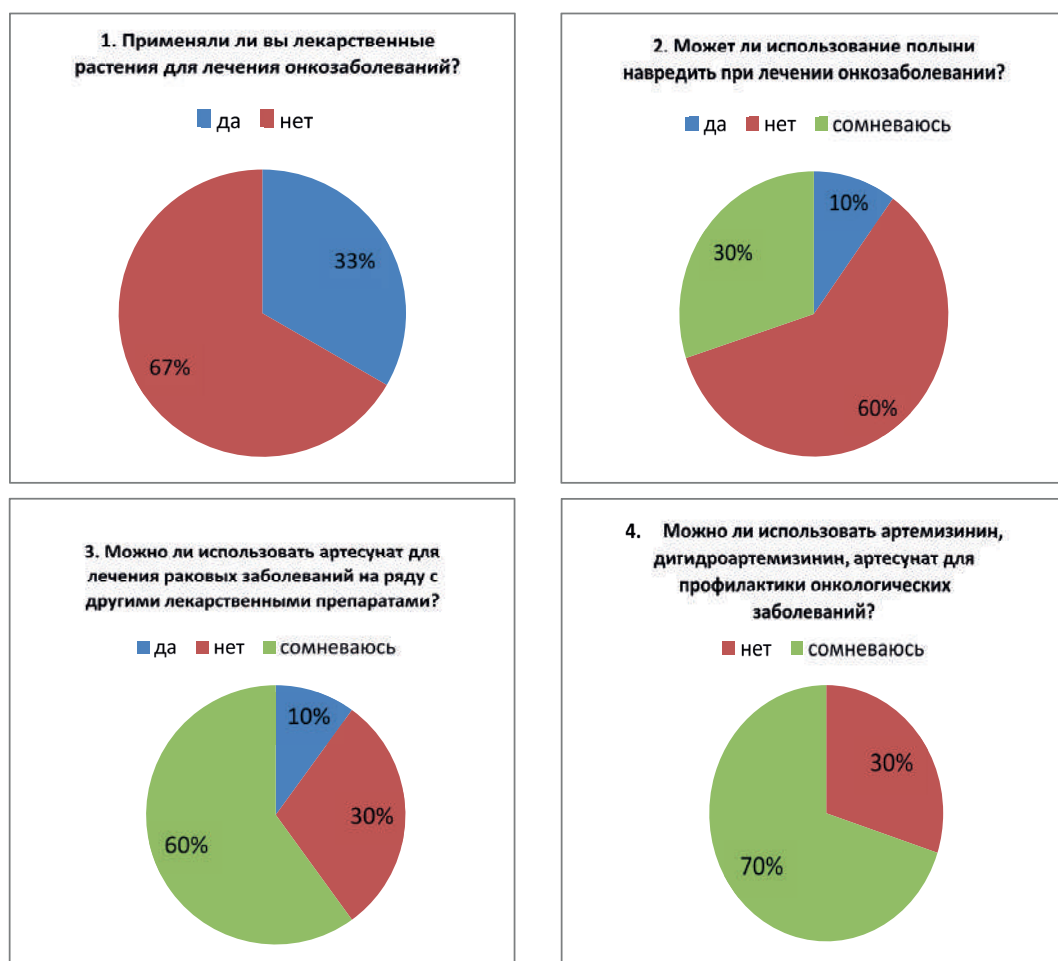 1. Применяли ли вы лекарственные
растения для лечения онкозаболеваний?
да нет
33%
67%
2. Может ли использование полыни
навредить при лечении онкозаболевании?
да нет сомневаюсь
10%
30%
60%
3. Можно ли использовать артесунат для
лечения раковых заболеваний на ряду с
другими лекарственными препаратами?
да нет сомневаюсь
10%
30%
60%
4. Можно ли использовать артемизинин,
дигидроартемизинин, артесунат для
профилактики онкологических
заболеваний?
нет сомневаюсь
30%
70%